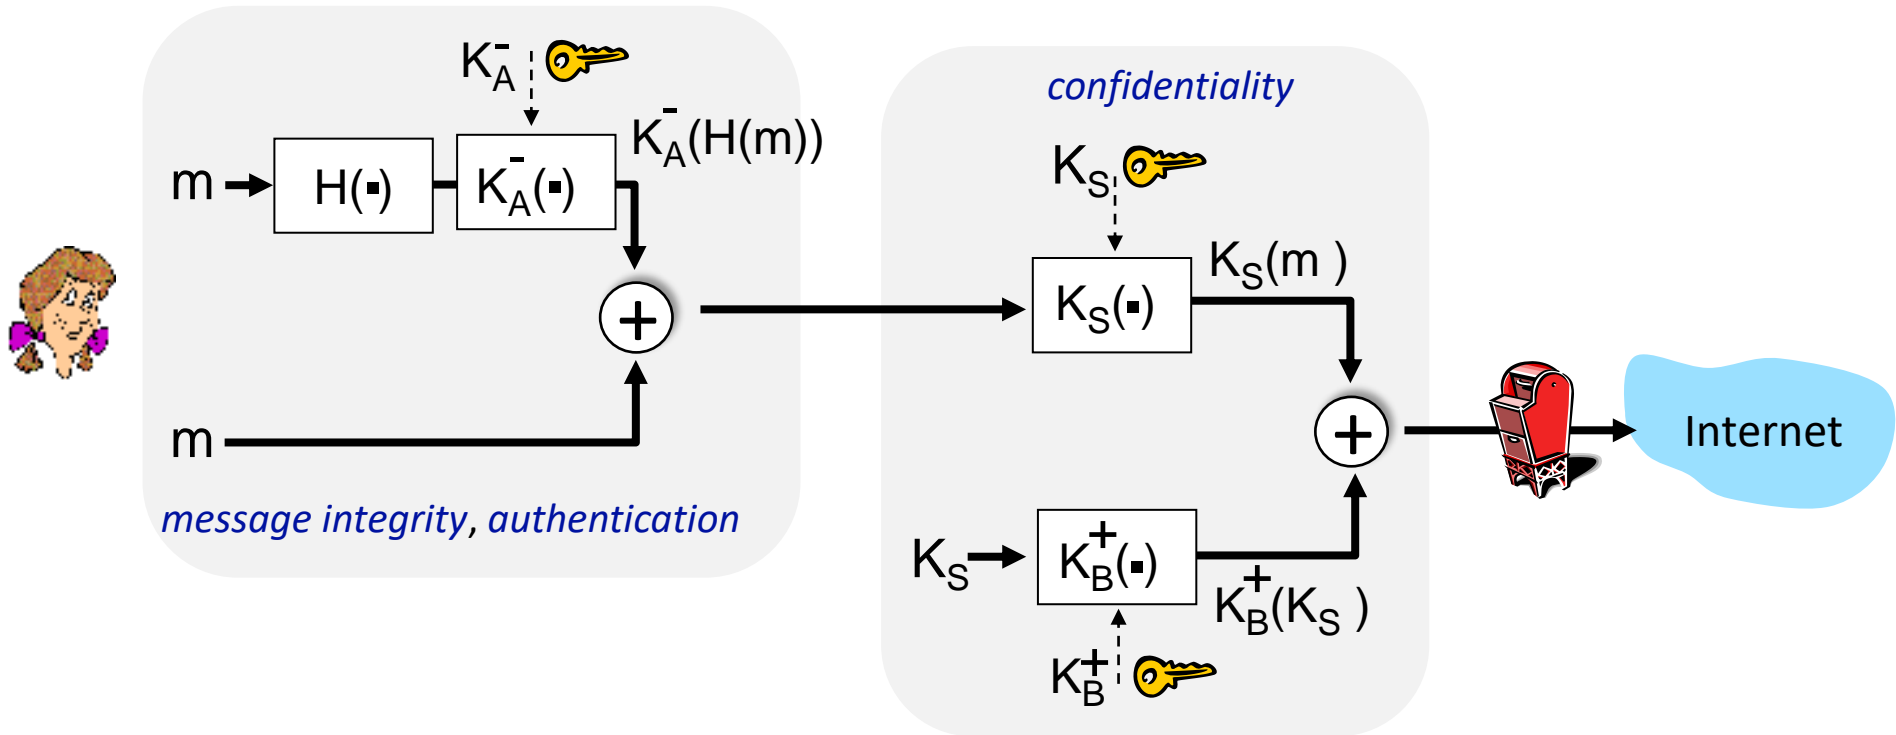 K⁻A
K⁻A(H(m))
m
H(▪)
K⁻A(▪)
m
message integrity, authentication
confidentiality
KS
KS(▪)
KS(m )
KS
K⁺B(▪)
K⁺B(KS )
K⁺B
+
+
Internet